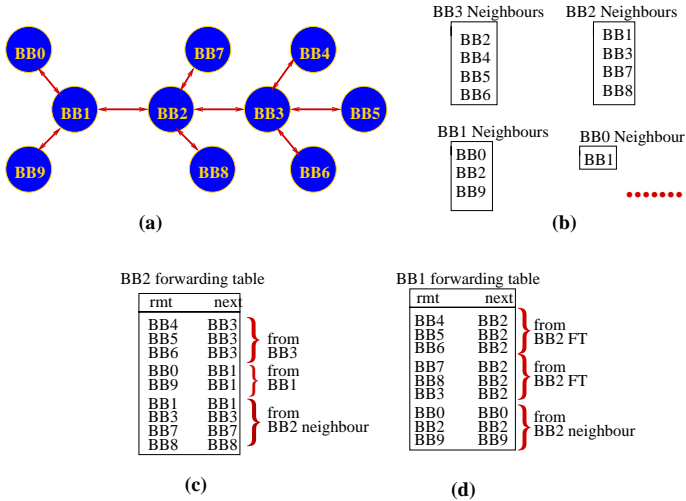 BB0
BB7
BB4
BB1
BB2
BB3
BB5
BB9
BB8
BB6
(a)
BB3 Neighbours
BB2
BB4
BB5
BB6
BB2 Neighbours
BB1
BB3
BB7
BB8
BB1 Neighbours
BB0
BB2
BB9
BB0 Neighbour
BB1
(b)
BB2 forwarding table
rmt next
BB4 BB3
BB5 BB3
BB6 BB3
from
BB3
BB0 BB1
BB9 BB1
from
BB1
BB1 BB1
BB3 BB3
BB7 BB7
BB8 BB8
from
BB2 neighbour
(c)
BB1 forwarding table
rmt next
BB4 BB2
BB5 BB2
BB6 BB2
from
BB2 FT
BB7 BB2
BB8 BB2
BB3 BB2
from
BB2 FT
BB0 BB0
BB2 BB2
BB9 BB9
from
BB2 neighbour
(d)